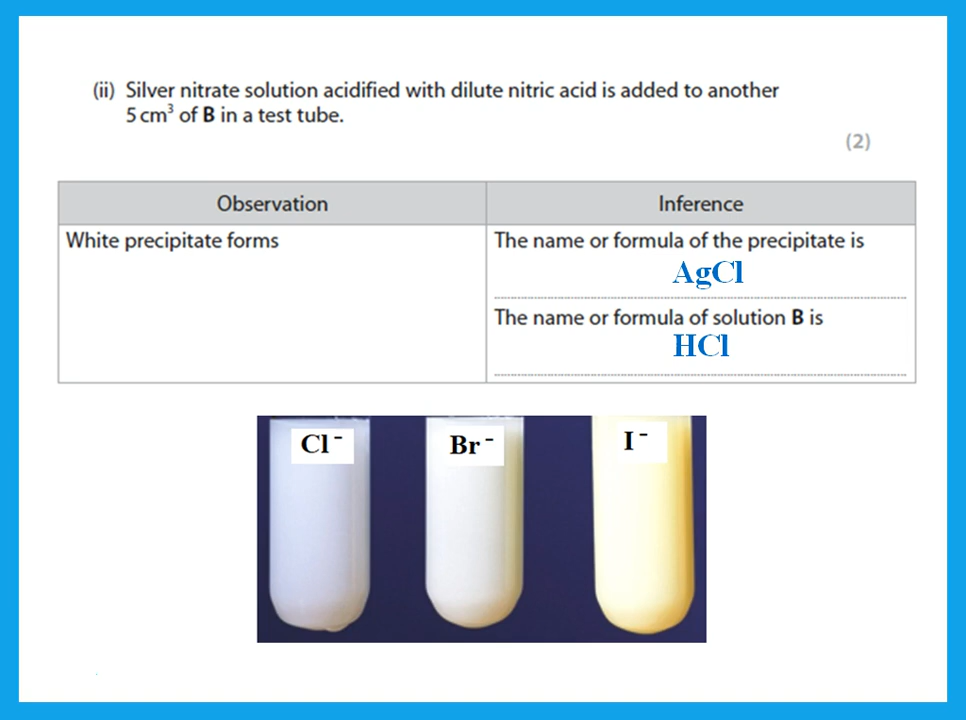 (ii) Silver nitrate solution acidified with dilute nitric acid is added to another
5 cm³ of B in a test tube.
(2)
Observation
Inference
White precipitate forms
The name or formula of the precipitate is
AgCl
The name or formula of solution B is
HCl
Cl⁻
Br⁻
I⁻